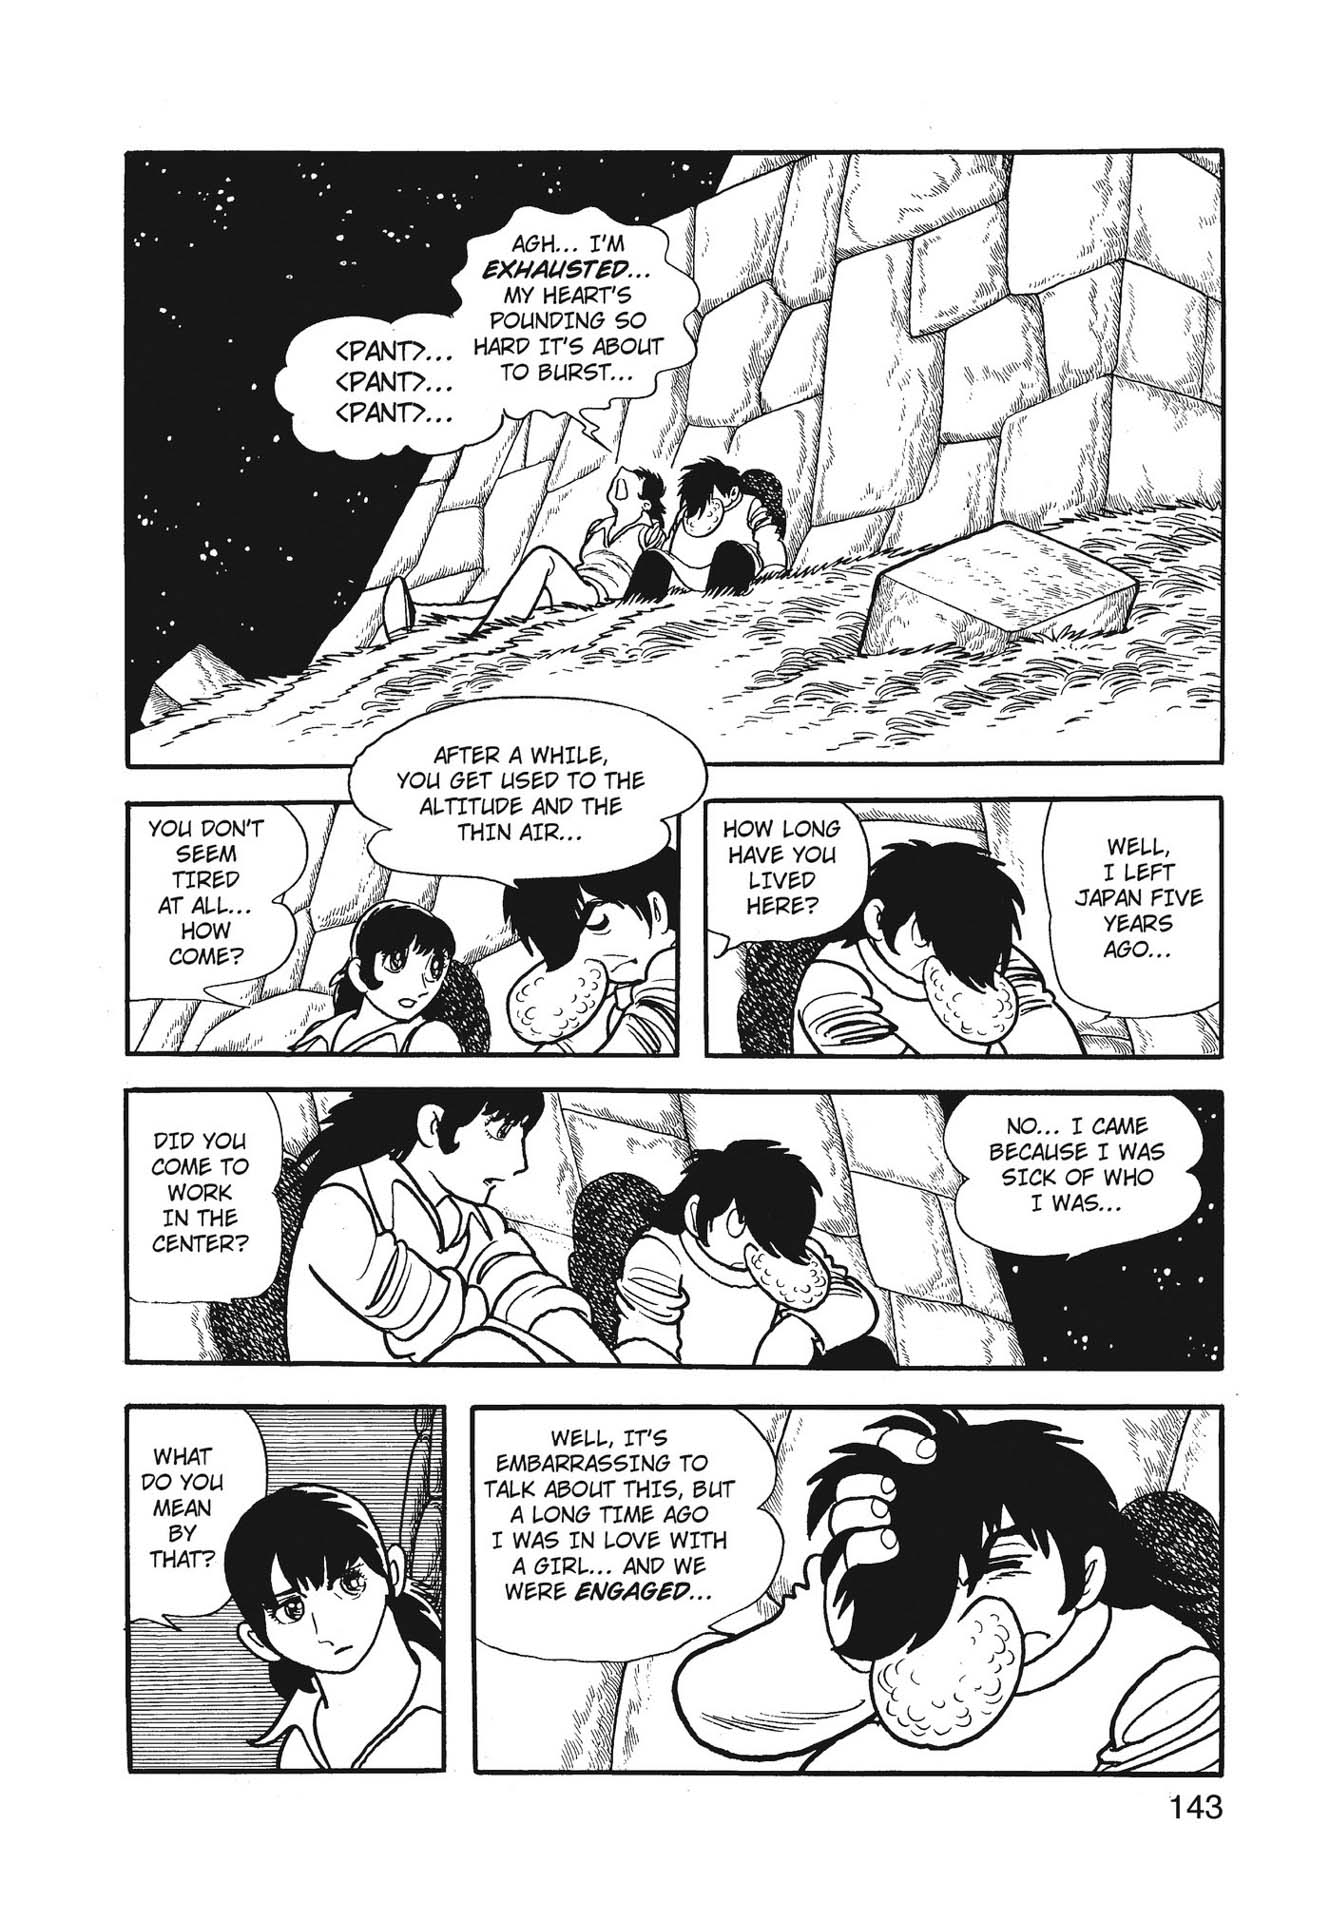 AGH... I'M
EXHAUSTED...
MY HEART'S
POUNDING SO
HARD IT'S ABOUT
TO BURST...
<PANT>...
<PANT>...
<PANT>...
YOU DON'T
SEEM
TIRED
AT ALL...
HOW
COME?
AFTER A WHILE,
YOU GET USED TO THE
ALTITUDE AND THE
THIN AIR...
HOW LONG
HAVE YOU
LIVED
HERE?
WELL,
I LEFT
JAPAN FIVE
YEARS
AGO...
DID YOU
COME TO
WORK
IN THE
CENTER?
NO... I CAME
BECAUSE I WAS
SICK OF WHO
I WAS...
WHAT
DO YOU
MEAN
BY
THAT?
WELL, IT'S
EMBARRASSING TO
TALK ABOUT THIS, BUT
A LONG TIME AGO
I WAS IN LOVE WITH
A GIRL... AND WE
WERE ENGAGED...
143